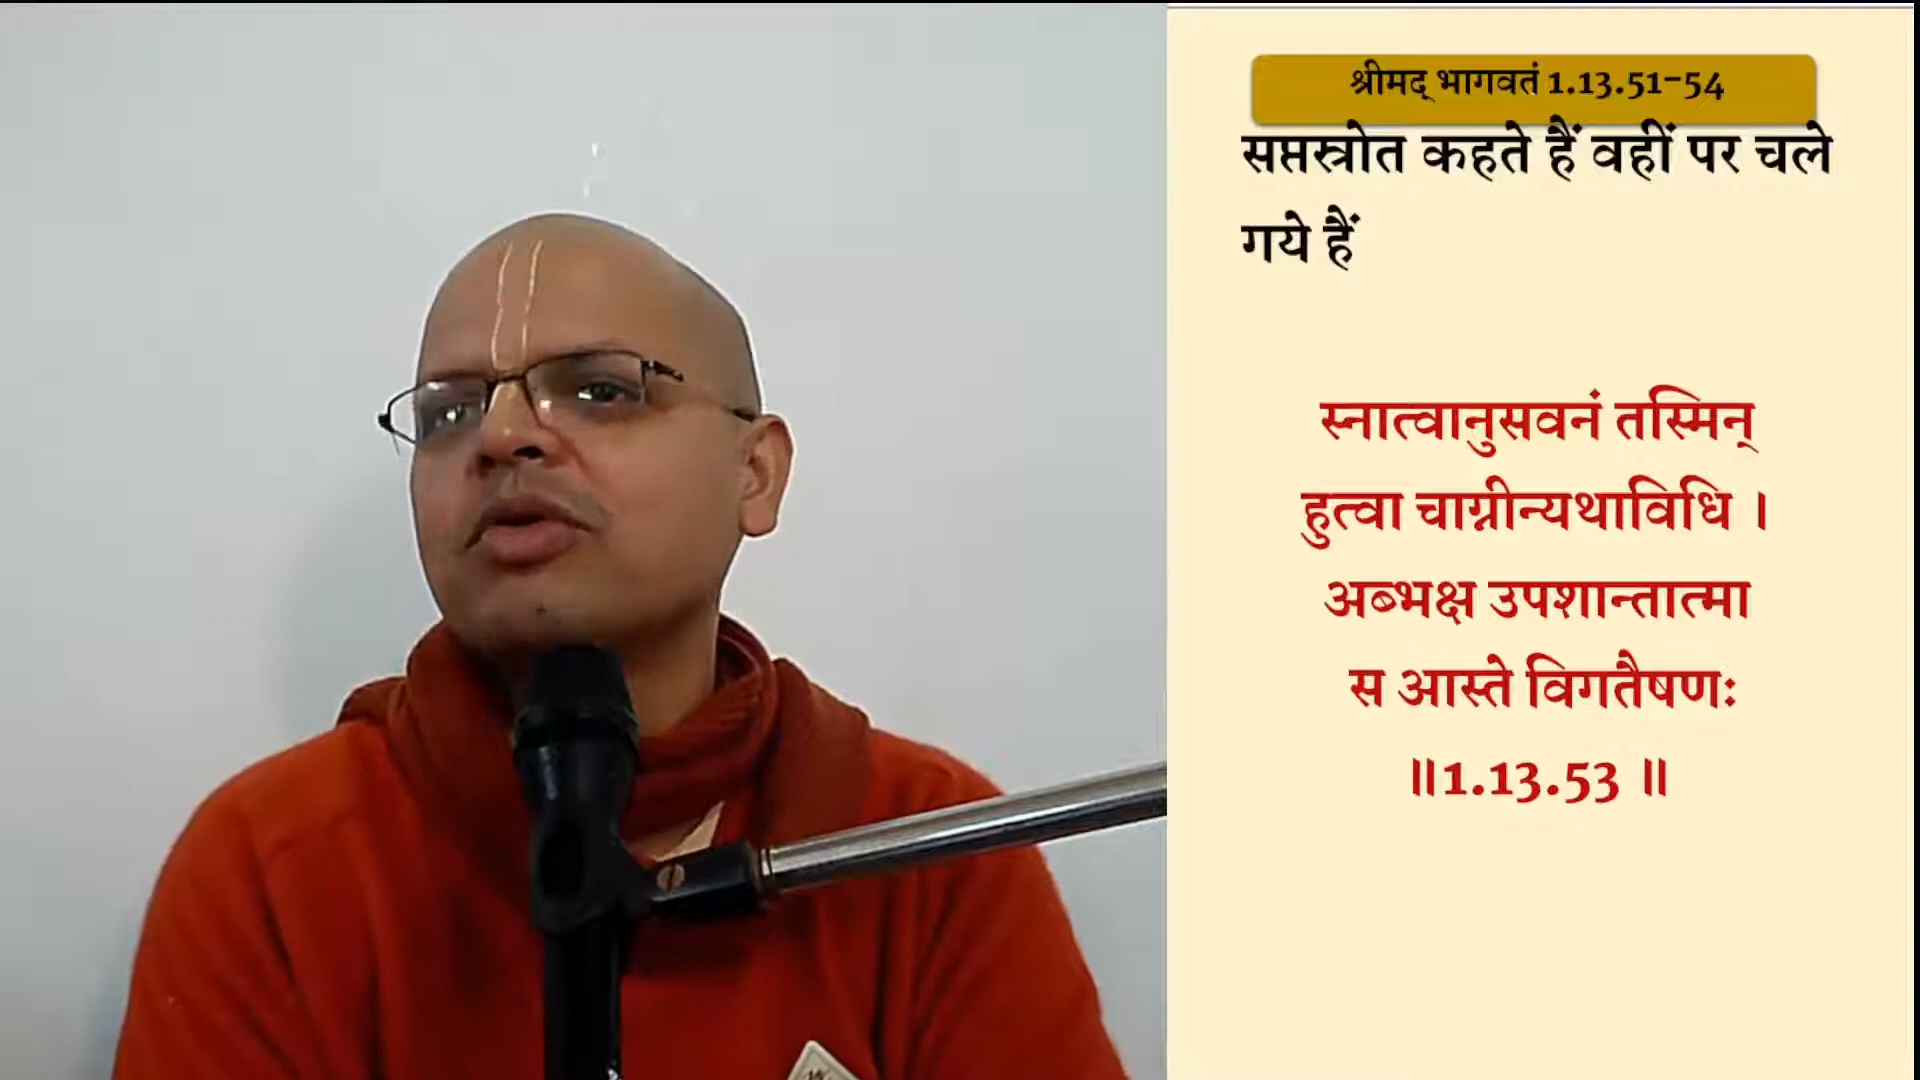 श्रीमद् भागवतं 1.13.51-54
सप्तस्रोत कहते हैं वहीं पर चले
गये हैं
स्नात्वानुसवनं तस्मिन्
हुत्वा चाग्नीन्यथाविधि ।
अब्भक्ष उपशान्तात्मा
स आस्ते विगतैषणः
॥1.13.53 ॥